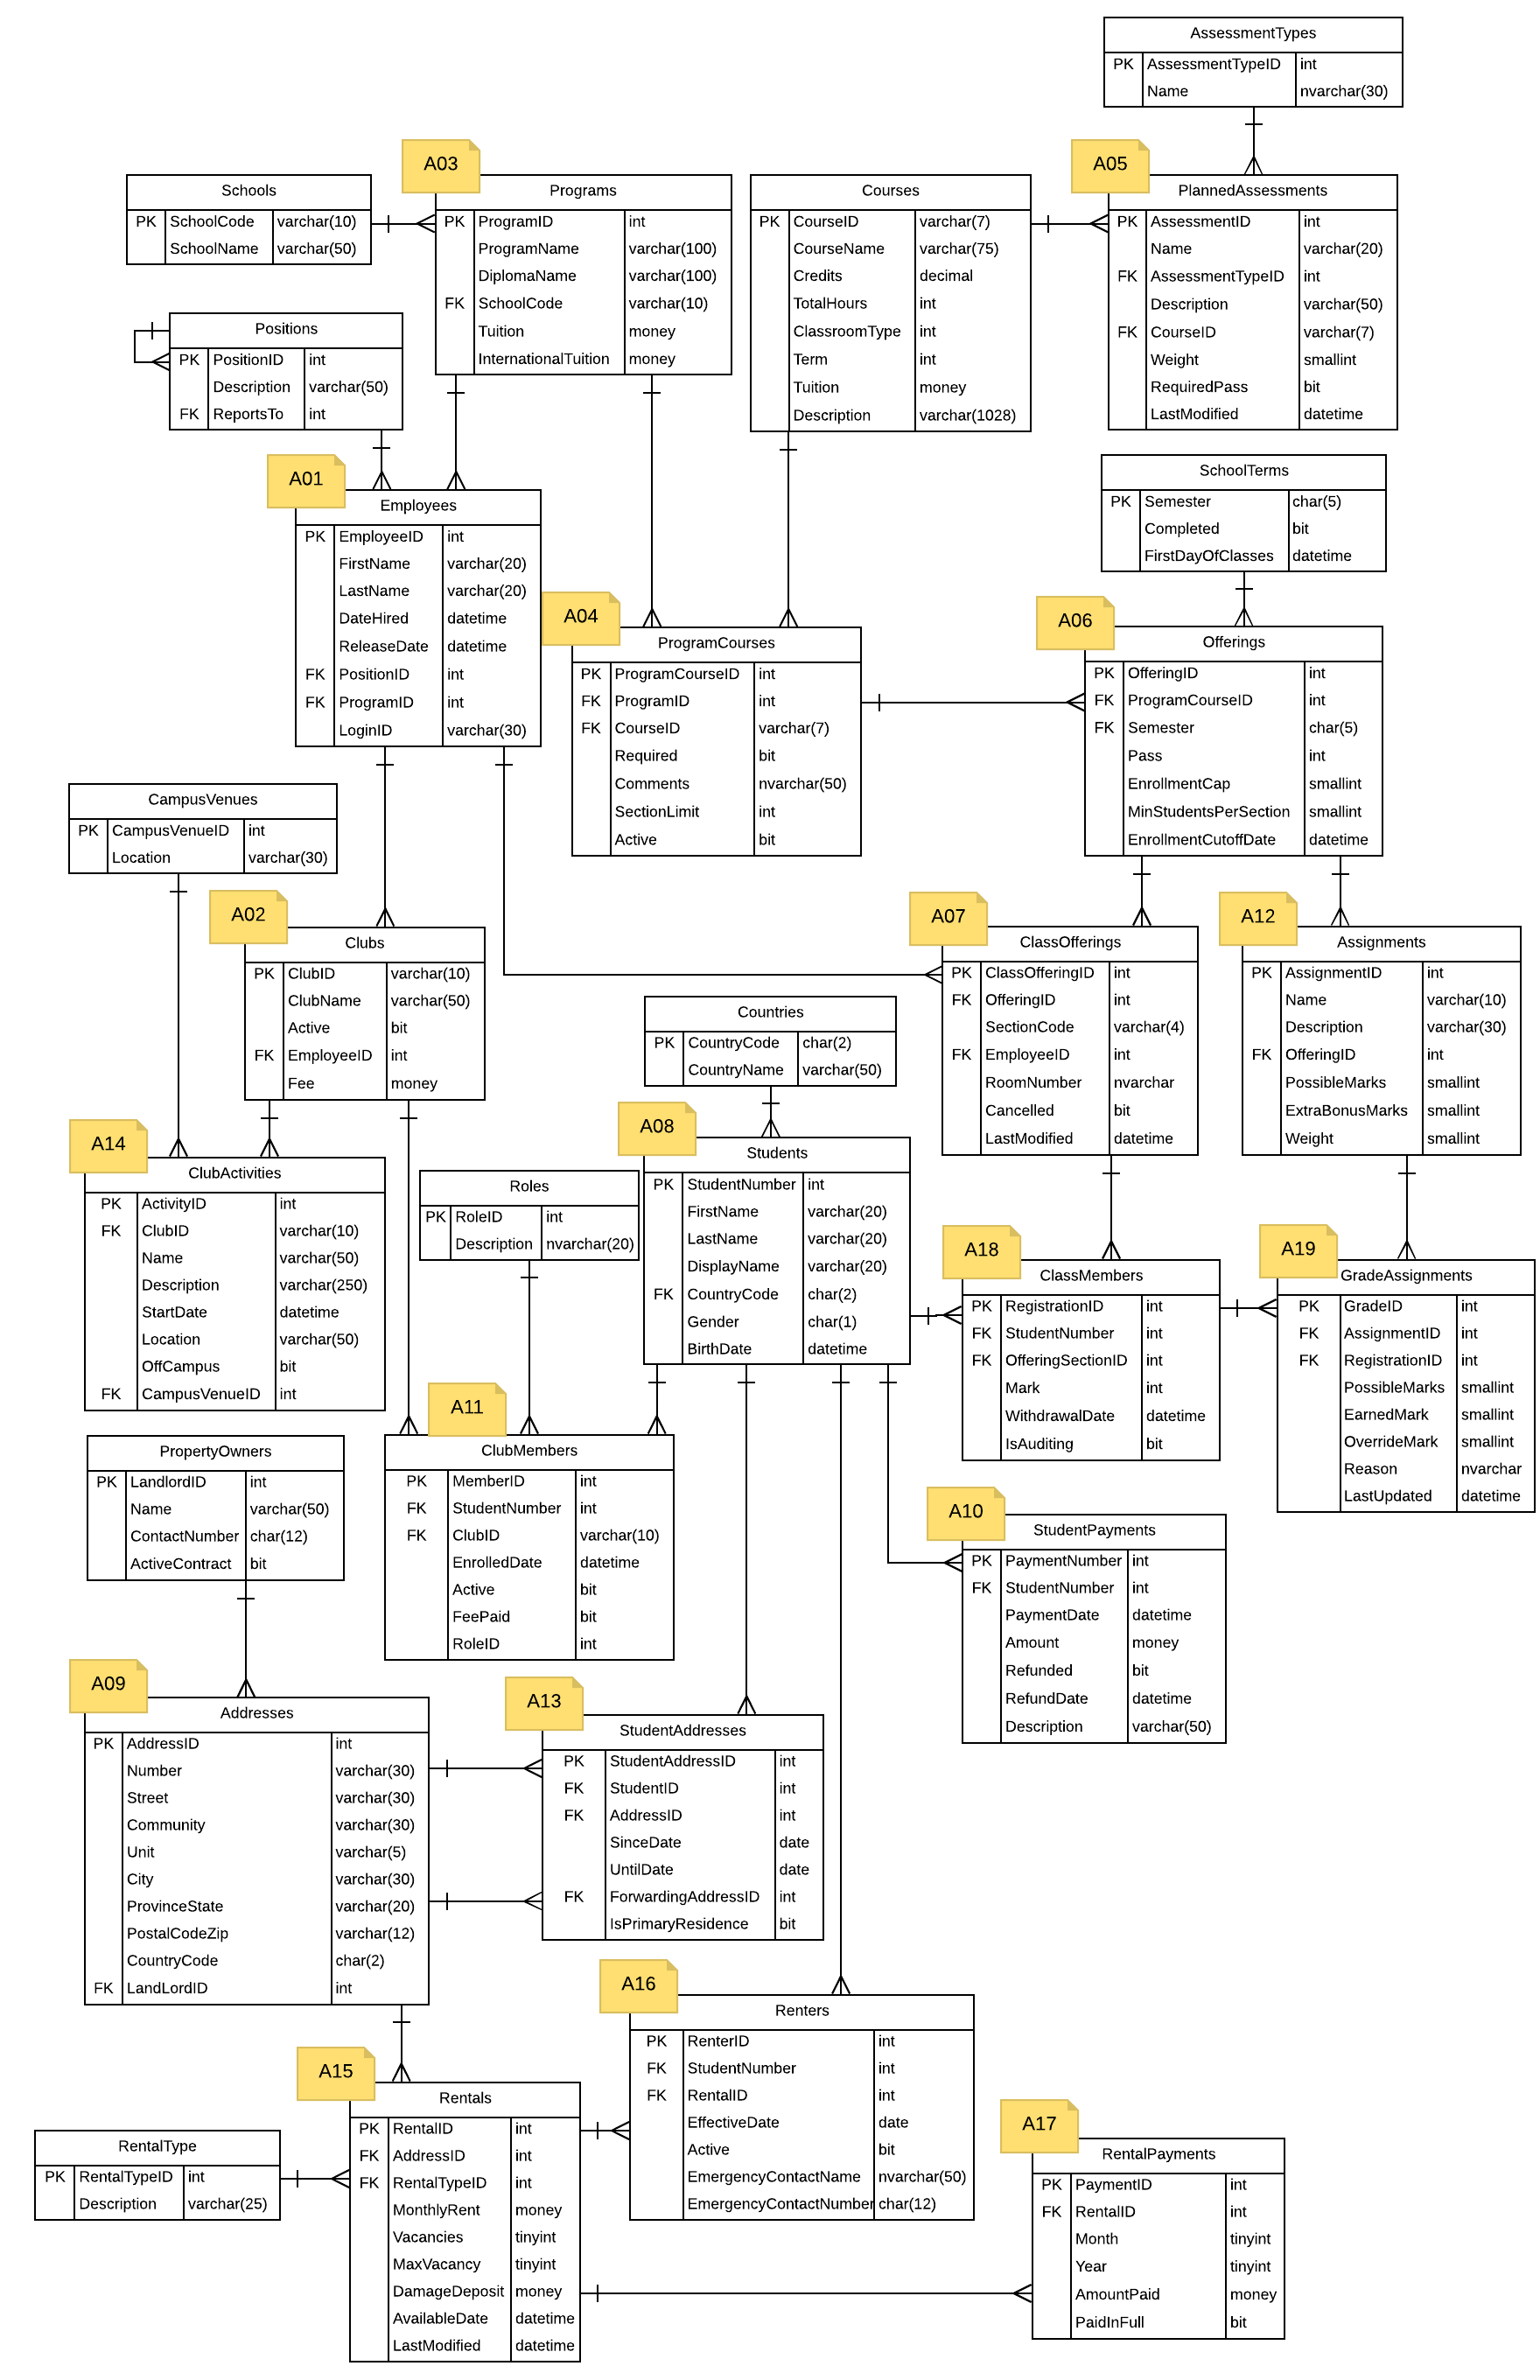 AssessmentTypes
PK AssessmentTypeID int
Name nvarchar(30)
A03
A05
Schools
PK SchoolCode varchar(10)
SchoolName varchar(50)
Programs
PK ProgramID int
ProgramName varchar(100)
DiplomaName varchar(100)
FK SchoolCode varchar(10)
Tuition money
InternationalTuition money
Courses
PK CourseID varchar(7)
CourseName varchar(75)
Credits decimal
TotalHours int
ClassroomType int
Term int
Tuition money
Description varchar(1028)
PlannedAssessments
PK AssessmentID int
Name varchar(20)
FK AssessmentTypeID int
Description varchar(50)
FK CourseID varchar(7)
Weight smallint
RequiredPass bit
LastModified datetime
Positions
PK PositionID int
Description varchar(50)
FK ReportsTo int
A01
Employees
PK EmployeeID int
FirstName varchar(20)
LastName varchar(20)
DateHired datetime
ReleaseDate datetime
FK PositionID int
FK ProgramID int
LoginID varchar(30)
SchoolTerms
PK Semester char(5)
Completed bit
FirstDayOfClasses datetime
A04
ProgramCourses
PK ProgramCourseID int
FK ProgramID int
FK CourseID varchar(7)
Required bit
Comments nvarchar(50)
SectionLimit int
Active bit
A06
Offerings
PK OfferingID int
FK ProgramCourseID int
FK Semester char(5)
Pass int
EnrollmentCap smallint
MinStudentsPerSection smallint
EnrollmentCutoffDate datetime
CampusVenues
PK CampusVenueID int
Location varchar(30)
A02
Clubs
PK ClubID varchar(10)
ClubName varchar(50)
Active bit
FK EmployeeID int
Fee money
A07
ClassOfferings
PK ClassOfferingID int
FK OfferingID int
SectionCode varchar(4)
FK EmployeeID int
RoomNumber nvarchar
Cancelled bit
LastModified datetime
A12
Assignments
PK AssignmentID int
Name varchar(10)
Description varchar(30)
FK OfferingID int
PossibleMarks smallint
ExtraBonusMarks smallint
Weight smallint
Countries
PK CountryCode char(2)
CountryName varchar(50)
A14
ClubActivities
PK ActivityID int
FK ClubID varchar(10)
Name varchar(50)
Description varchar(250)
StartDate datetime
Location varchar(50)
OffCampus bit
FK CampusVenueID int
Roles
PK RoleID int
Description nvarchar(20)
A08
Students
PK StudentNumber int
FirstName varchar(20)
LastName varchar(20)
DisplayName varchar(20)
FK CountryCode char(2)
Gender char(1)
BirthDate datetime
A18
ClassMembers
PK RegistrationID int
FK StudentNumber int
FK OfferingSectionID int
Mark int
WithdrawalDate datetime
IsAuditing bit
A19
GradeAssignments
PK GradeID int
FK AssignmentID int
FK RegistrationID int
PossibleMarks smallint
EarnedMark smallint
OverrideMark smallint
Reason nvarchar
LastUpdated datetime
PropertyOwners
PK LandlordID int
Name varchar(50)
ContactNumber char(12)
ActiveContract bit
A11
ClubMembers
PK MemberID int
FK StudentNumber int
FK ClubID varchar(10)
EnrolledDate datetime
Active bit
FeePaid bit
RoleID int
A10
StudentPayments
PK PaymentNumber int
FK StudentNumber int
PaymentDate datetime
Amount money
Refunded bit
RefundDate datetime
Description varchar(50)
A09
Addresses
PK AddressID int
Number varchar(30)
Street varchar(30)
Community varchar(30)
Unit varchar(5)
City varchar(30)
ProvinceState varchar(20)
PostalCodeZip varchar(12)
CountryCode char(2)
FK LandLordID int
A13
StudentAddresses
PK StudentAddressID int
FK StudentID int
FK AddressID int
SinceDate date
UntilDate date
FK ForwardingAddressID int
IsPrimaryResidence bit
A16
Renters
PK RenterID int
FK StudentNumber int
FK RentalID int
EffectiveDate date
Active bit
EmergencyContactName nvarchar(50)
EmergencyContactNumber char(12)
A15
Rentals
PK RentalID int
FK AddressID int
FK RentalTypeID int
MonthlyRent money
Vacancies tinyint
MaxVacancy tinyint
DamageDeposit money
AvailableDate datetime
LastModified datetime
RentalType
PK RentalTypeID int
Description varchar(25)
A17
RentalPayments
PK PaymentID int
FK RentalID int
Month tinyint
Year tinyint
AmountPaid money
PaidInFull bit